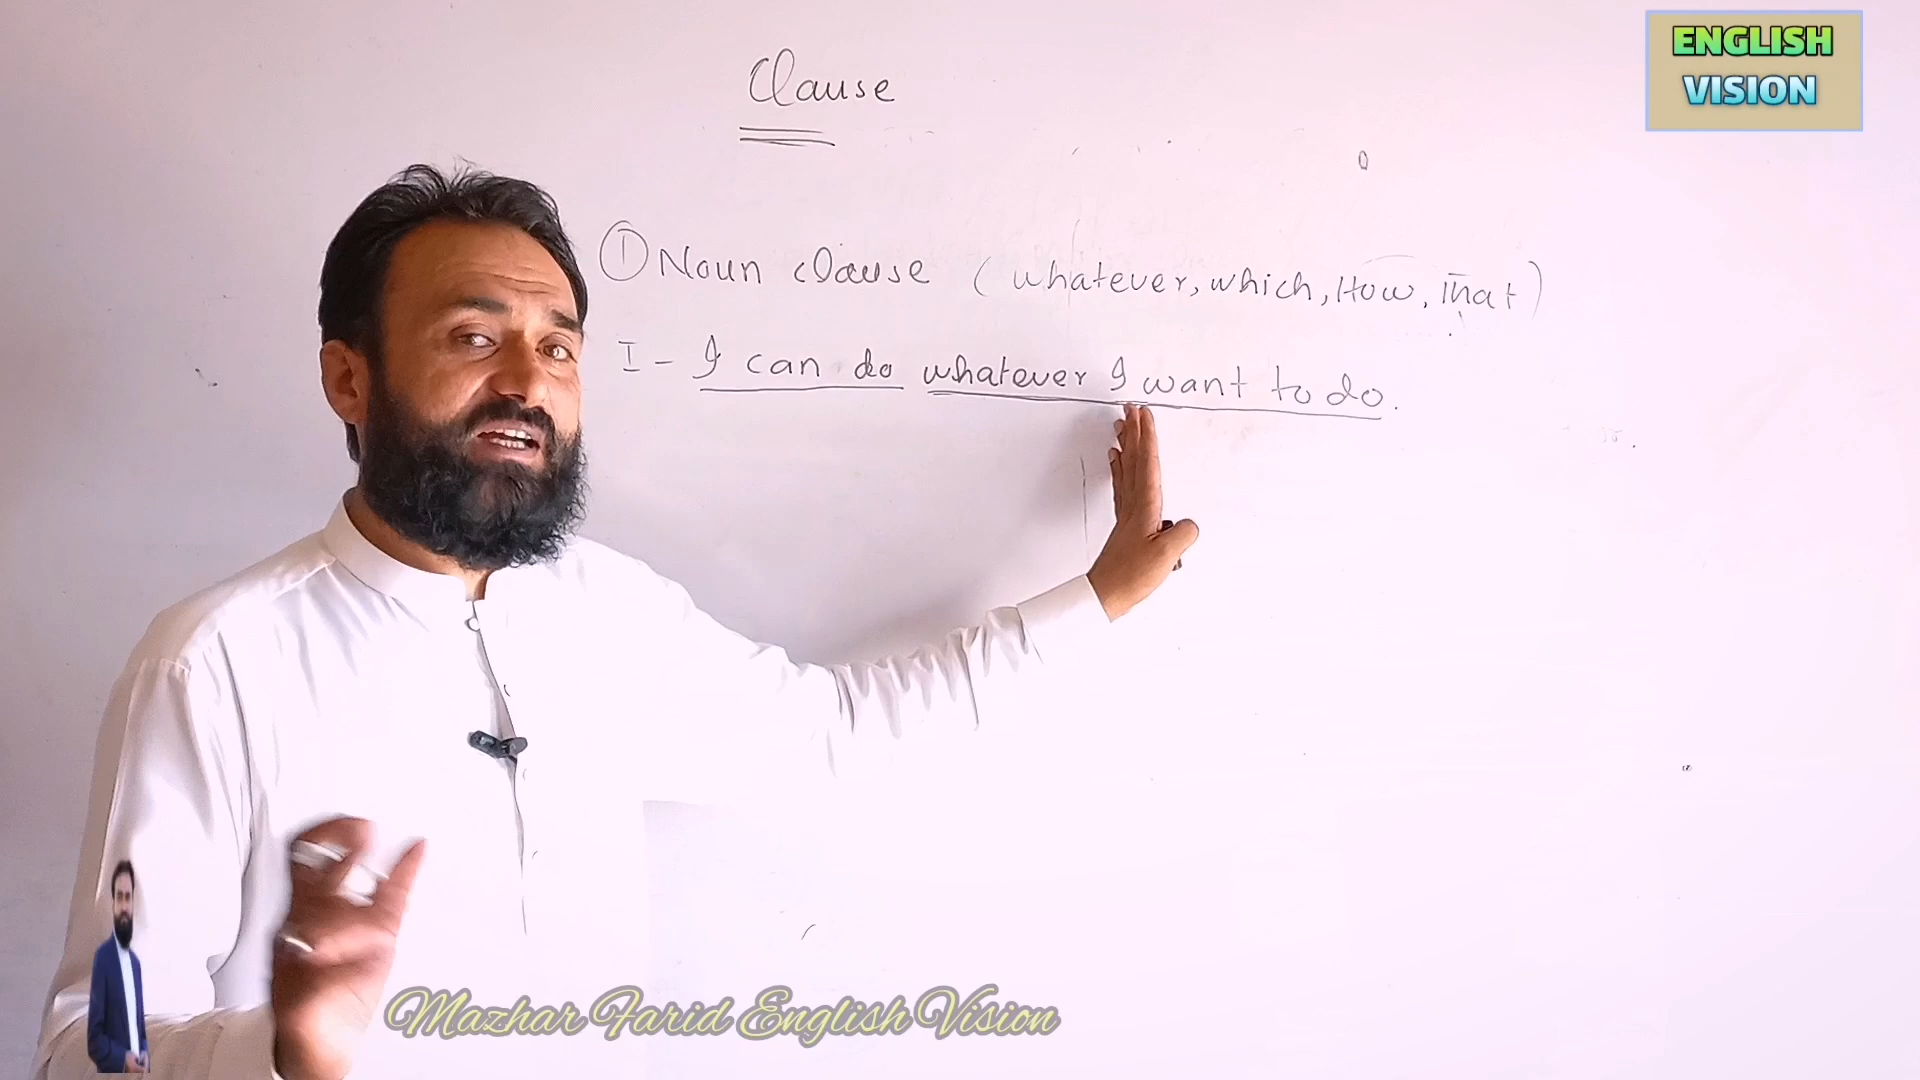 ENGLISH
VISION
Clause
① Noun clause (whatever, which, How, That)
I - I can do whatever I want to do.
Mazhar Farid English Vision